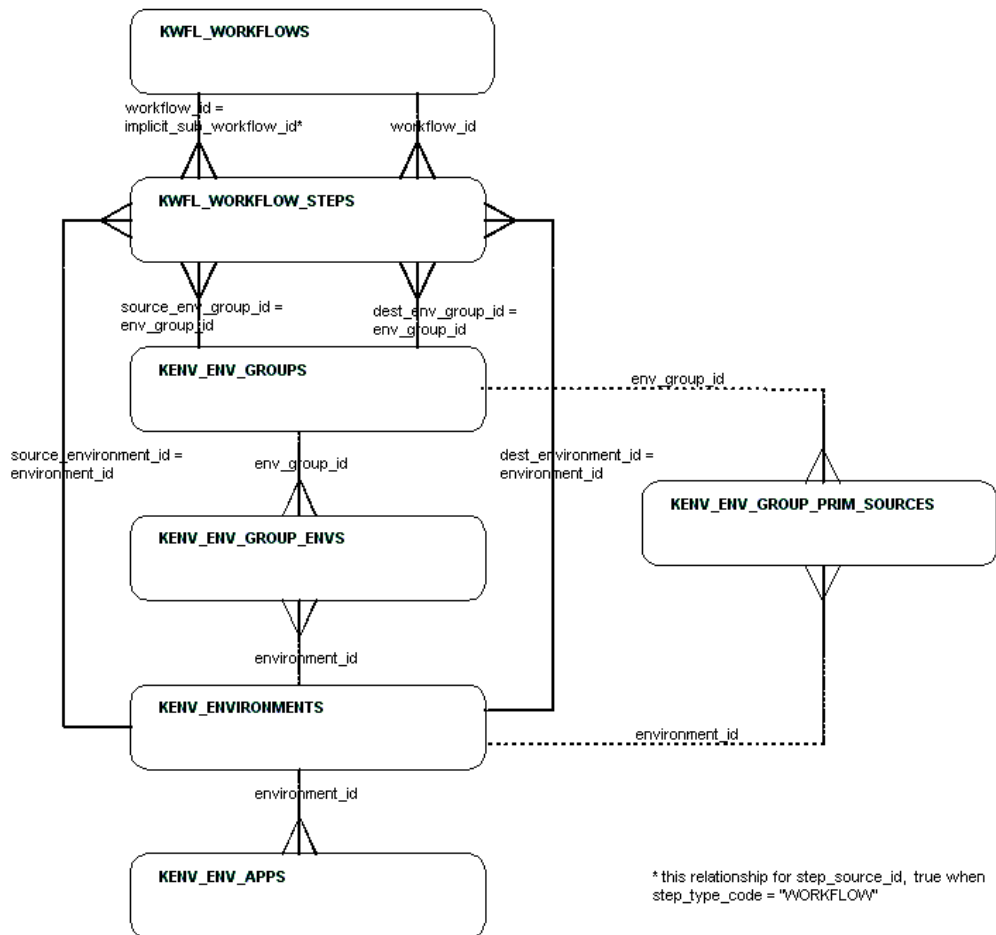 KWFL_WORKFLOWS
workflow_id =
implicit_sub_workflow_id*
workflow_id
KWFL_WORKFLOW_STEPS
source_env_group_id =
env_group_id
dest_env_group_id =
env_group_id
KENV_ENV_GROUPS
env_group_id
source_environment_id =
environment_id
env_group_id
dest_environment_id =
environment_id
KENV_ENV_GROUP_PRIM_SOURCES
KENV_ENV_GROUP_ENVS
environment_id
KENV_ENVIRONMENTS
environment_id
environment_id
KENV_ENV_APPS
* this relationship for step_source_id, true when
step_type_code = "WORKFLOW"